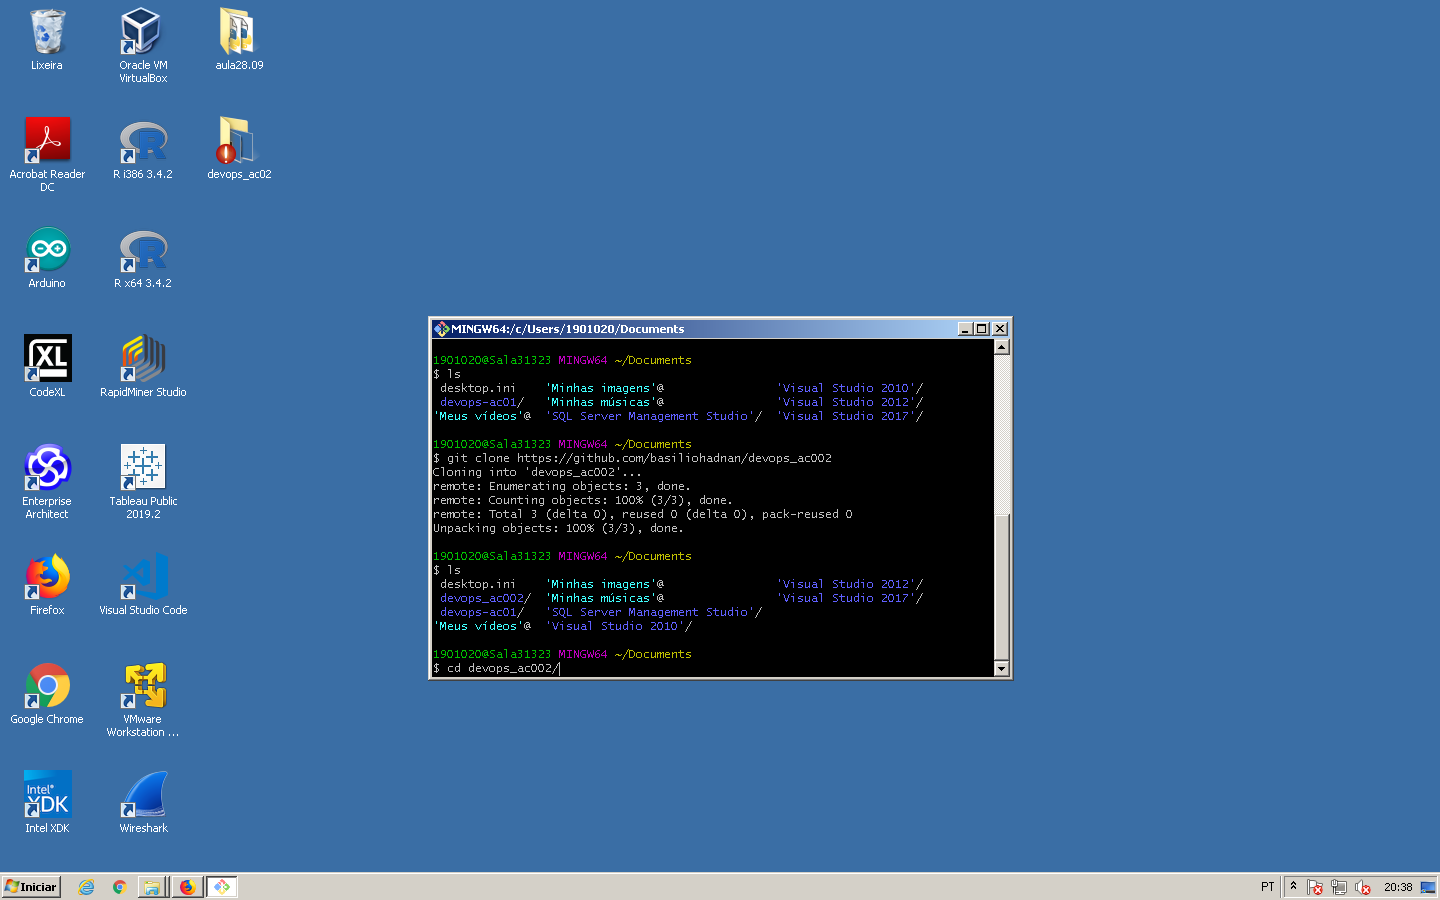 Lixeira
Oracle VM
VirtualBox
aula28.09
Acrobat Reader
DC
R i386 3.4.2
devops_ac02
Arduino
R x64 3.4.2
XL
CodeXL
RapidMiner Studio
Enterprise
Architect
Tableau Public
2019.2
Firefox
Visual Studio Code
Google Chrome
VMware
Workstation ...
Intel®
XDK
Intel XDK
Wireshark
MINGW64:/c/Users/1901020/Documents
1901020@Sala31323 MINGW64 ~/Documents
$ ls
desktop.ini 'Minhas imagens'@ 'Visual Studio 2010'/
devops-ac01/ 'Minhas músicas'@ 'Visual Studio 2012'/
'Meus vídeos'@ 'SQL Server Management Studio'/ 'Visual Studio 2017'/
1901020@Sala31323 MINGW64 ~/Documents
$ git clone https://github.com/basiliohadnan/devops_ac002
Cloning into 'devops_ac002'...
remote: Enumerating objects: 3, done.
remote: Counting objects: 100% (3/3), done.
remote: Total 3 (delta 0), reused 0 (delta 0), pack-reused 0
Unpacking objects: 100% (3/3), done.
1901020@Sala31323 MINGW64 ~/Documents
$ ls
desktop.ini 'Minhas imagens'@ 'Visual Studio 2012'/
devops_ac002/ 'Minhas músicas'@ 'Visual Studio 2017'/
devops-ac01/ 'SQL Server Management Studio'/
'Meus vídeos'@ 'Visual Studio 2010'/
1901020@Sala31323 MINGW64 ~/Documents
$ cd devops_ac002/
Iniciar
PT
20:38